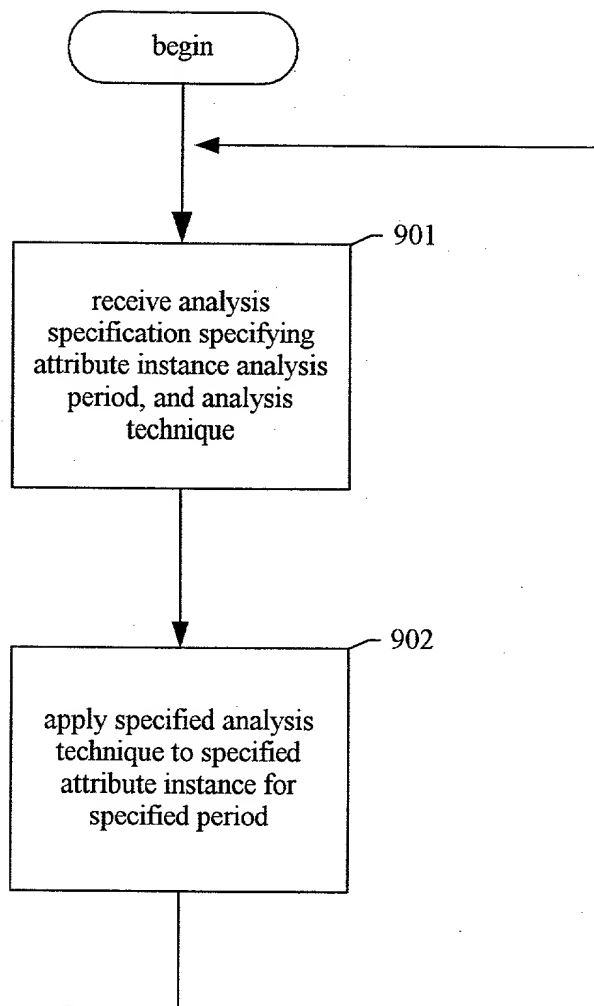 begin
901
receive analysis
specification specifying
attribute instance analysis
period, and analysis
technique
902
apply specified analysis
technique to specified
attribute instance for
specified period